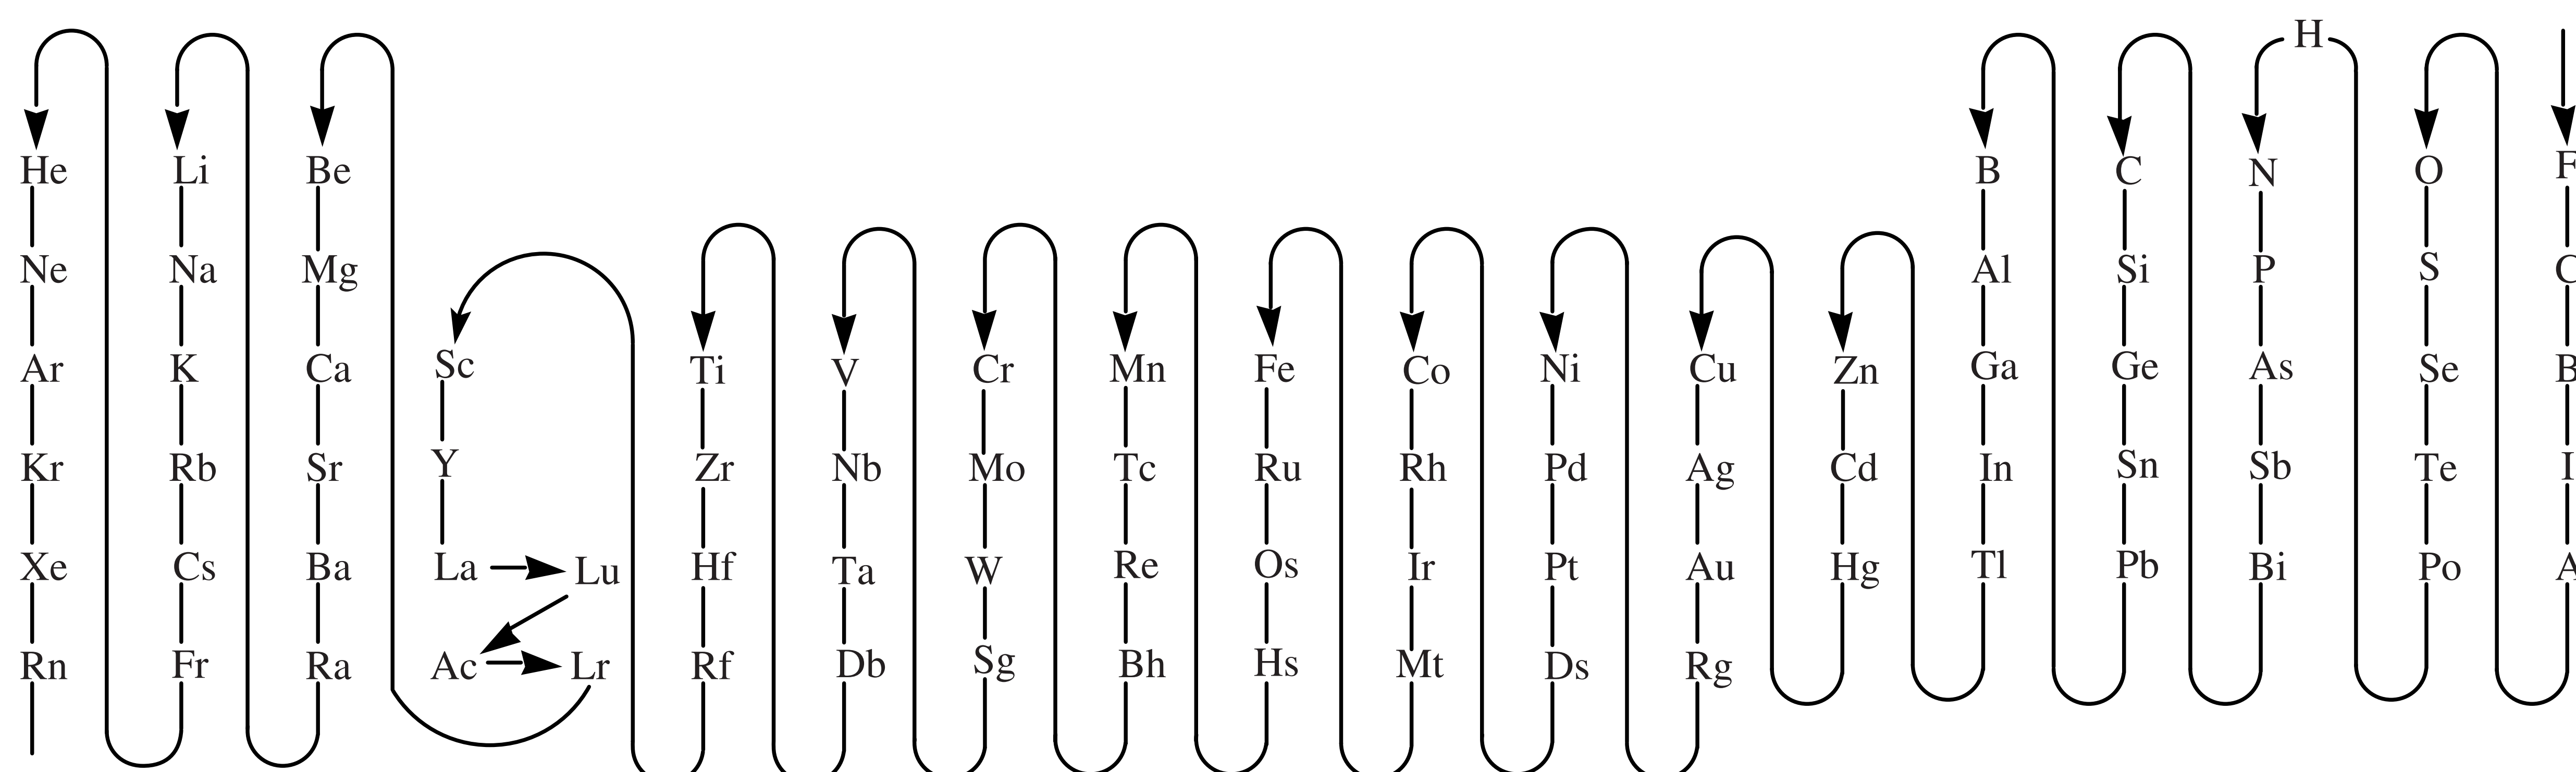 H
He Li Be B C N O F
Ne Na Mg Al Si P S
Ar K Ca Sc Ti V Cr Mn Fe Co Ni Cu Zn Ga Ge As Se
Kr Rb Sr Y Zr Nb Mo Tc Ru Rh Pd Ag Cd In Sn Sb Te I
Xe Cs Ba La Lu Hf Ta W Re Os Ir Pt Au Hg Tl Pb Bi Po
Rn Fr Ra Ac Lr Rf Db Sg Bh Hs Mt Ds Rg